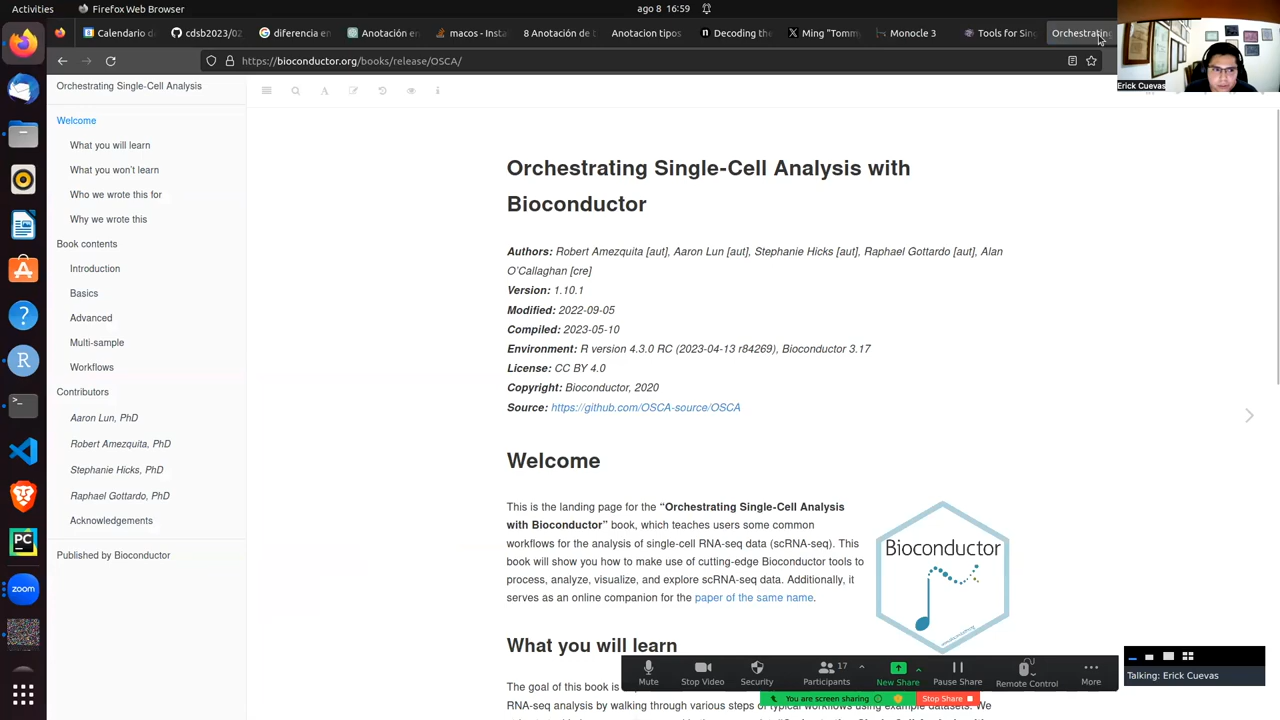 Activities
Firefox Web Browser
ago 8 16:59
Calendario d
cdsb2023/02
diferencia en
Anotación en
macos - Insta
8 Anotación de t
Anotacion tipos
Decoding the
Ming "Tomm
Monocle 3
Tools for Sin
Orchestratin
https://bioconductor.org/books/release/OSCA/
Erick Cuevas
Orchestrating Single-Cell Analysis
Welcome
What you will learn
What you won't learn
Who we wrote this for
Why we wrote this
Book contents
Introduction
Basics
Advanced
Multi-sample
Workflows
Contributors
Aaron Lun, PhD
Robert Amezquita, PhD
Stephanie Hicks, PhD
Raphael Gottardo, PhD
Acknowledgements
Published by Bioconductor
Orchestrating Single-Cell Analysis with
Bioconductor
Authors: Robert Amezquita [aut], Aaron Lun [aut], Stephanie Hicks [aut], Raphael Gottardo [aut], Alan
O'Callaghan [cre]
Version: 1.10.1
Modified: 2022-09-05
Compiled: 2023-05-10
Environment: R version 4.3.0 RC (2023-04-13 r84269), Bioconductor 3.17
License: CC BY 4.0
Copyright: Bioconductor, 2020
Source: https://github.com/OSCA-source/OSCA
Welcome
This is the landing page for the “Orchestrating Single-Cell Analysis
with Bioconductor” book, which teaches users some common
workflows for the analysis of single-cell RNA-seq data (scRNA-seq). This
book will show you how to make use of cutting-edge Bioconductor tools to
process, analyze, visualize, and explore scRNA-seq data. Additionally, it
serves as an online companion for the paper of the same name.
Bioconductor
What you will learn
The goal of this book is
RNA-seq analysis by walking through various steps of typical workflows using example datasets. We
Mute
Stop Video
Security
17
Participants
New Share
Pause Share
Remote Control
More
You are screen sharing
Stop Share
Talking: Erick Cuevas
zoom
PC
R